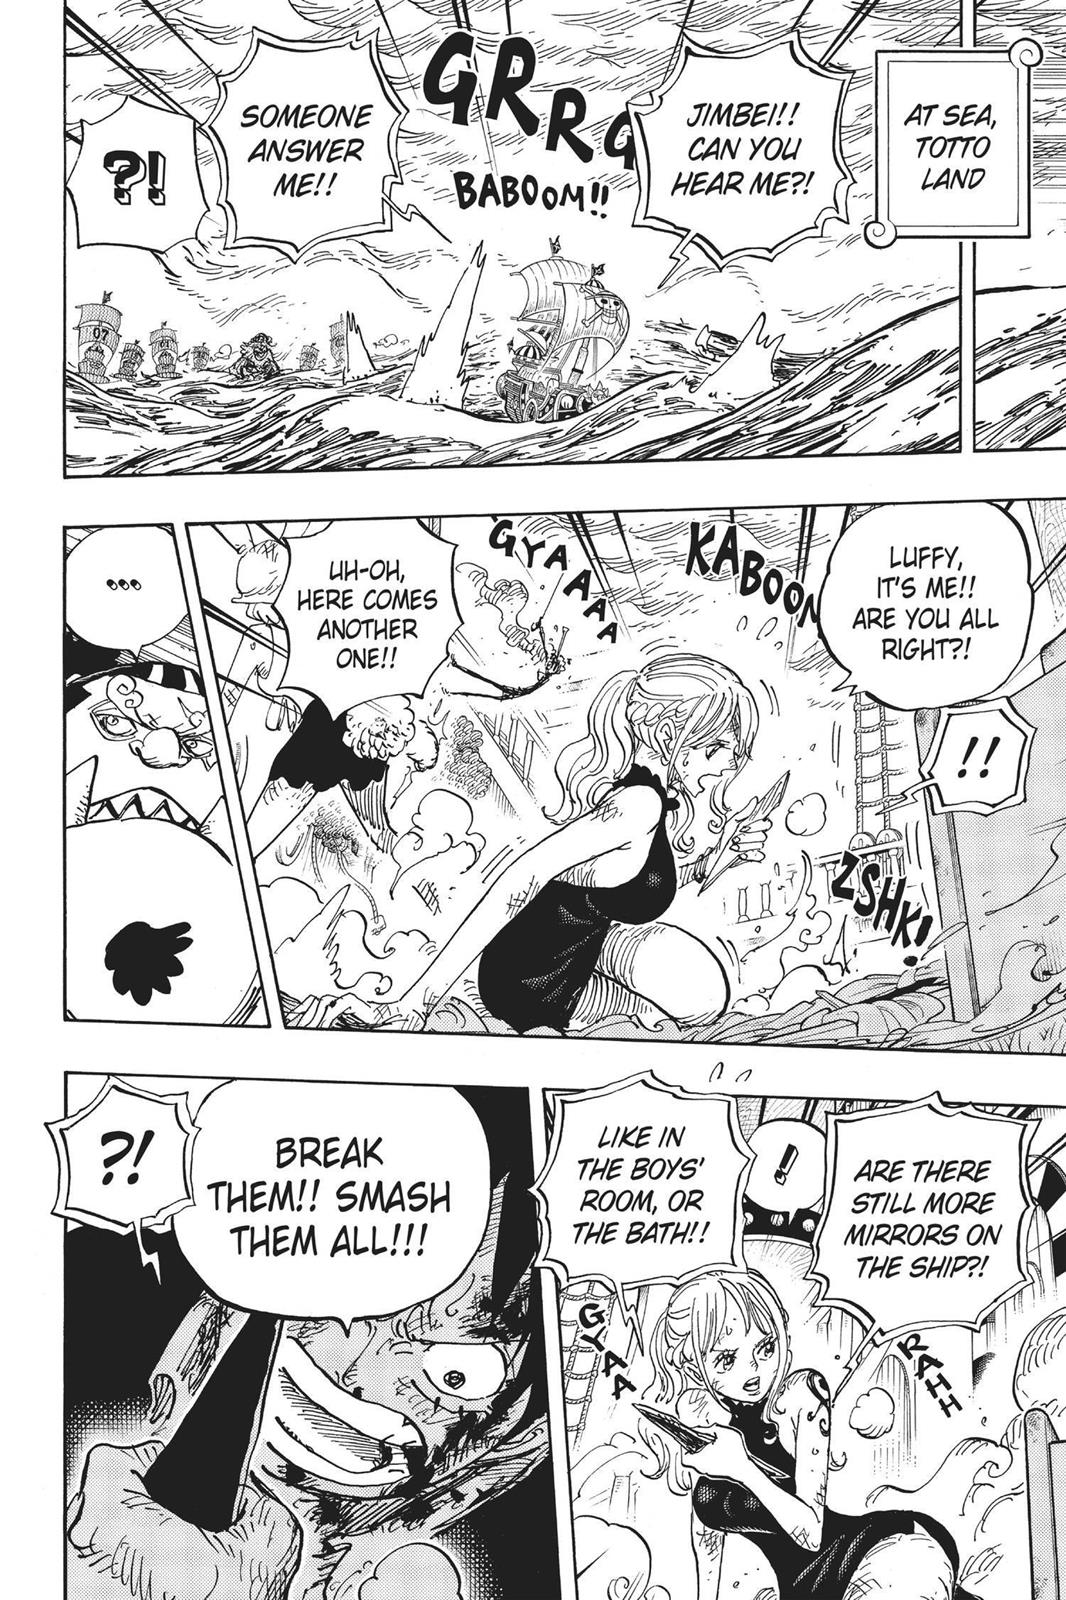 AT SEA,
TOTTO
LAND
JIMBEI!!
CAN YOU
HEAR ME?!
GRRG
BABOOM!!
SOMEONE
ANSWER
ME!!
?!
07
LUFFY,
IT'S ME!!
ARE YOU ALL
RIGHT?!
!!
KABOOM
ZSHK!
GYAAAA
UH-OH,
HERE COMES
ANOTHER
ONE!!
...
ARE THERE
STILL MORE
MIRRORS ON
THE SHIP?!
!
LIKE IN
THE BOYS'
ROOM, OR
THE BATH!!
RAHH
GYAA
BREAK
THEM!! SMASH
THEM ALL!!!
?!